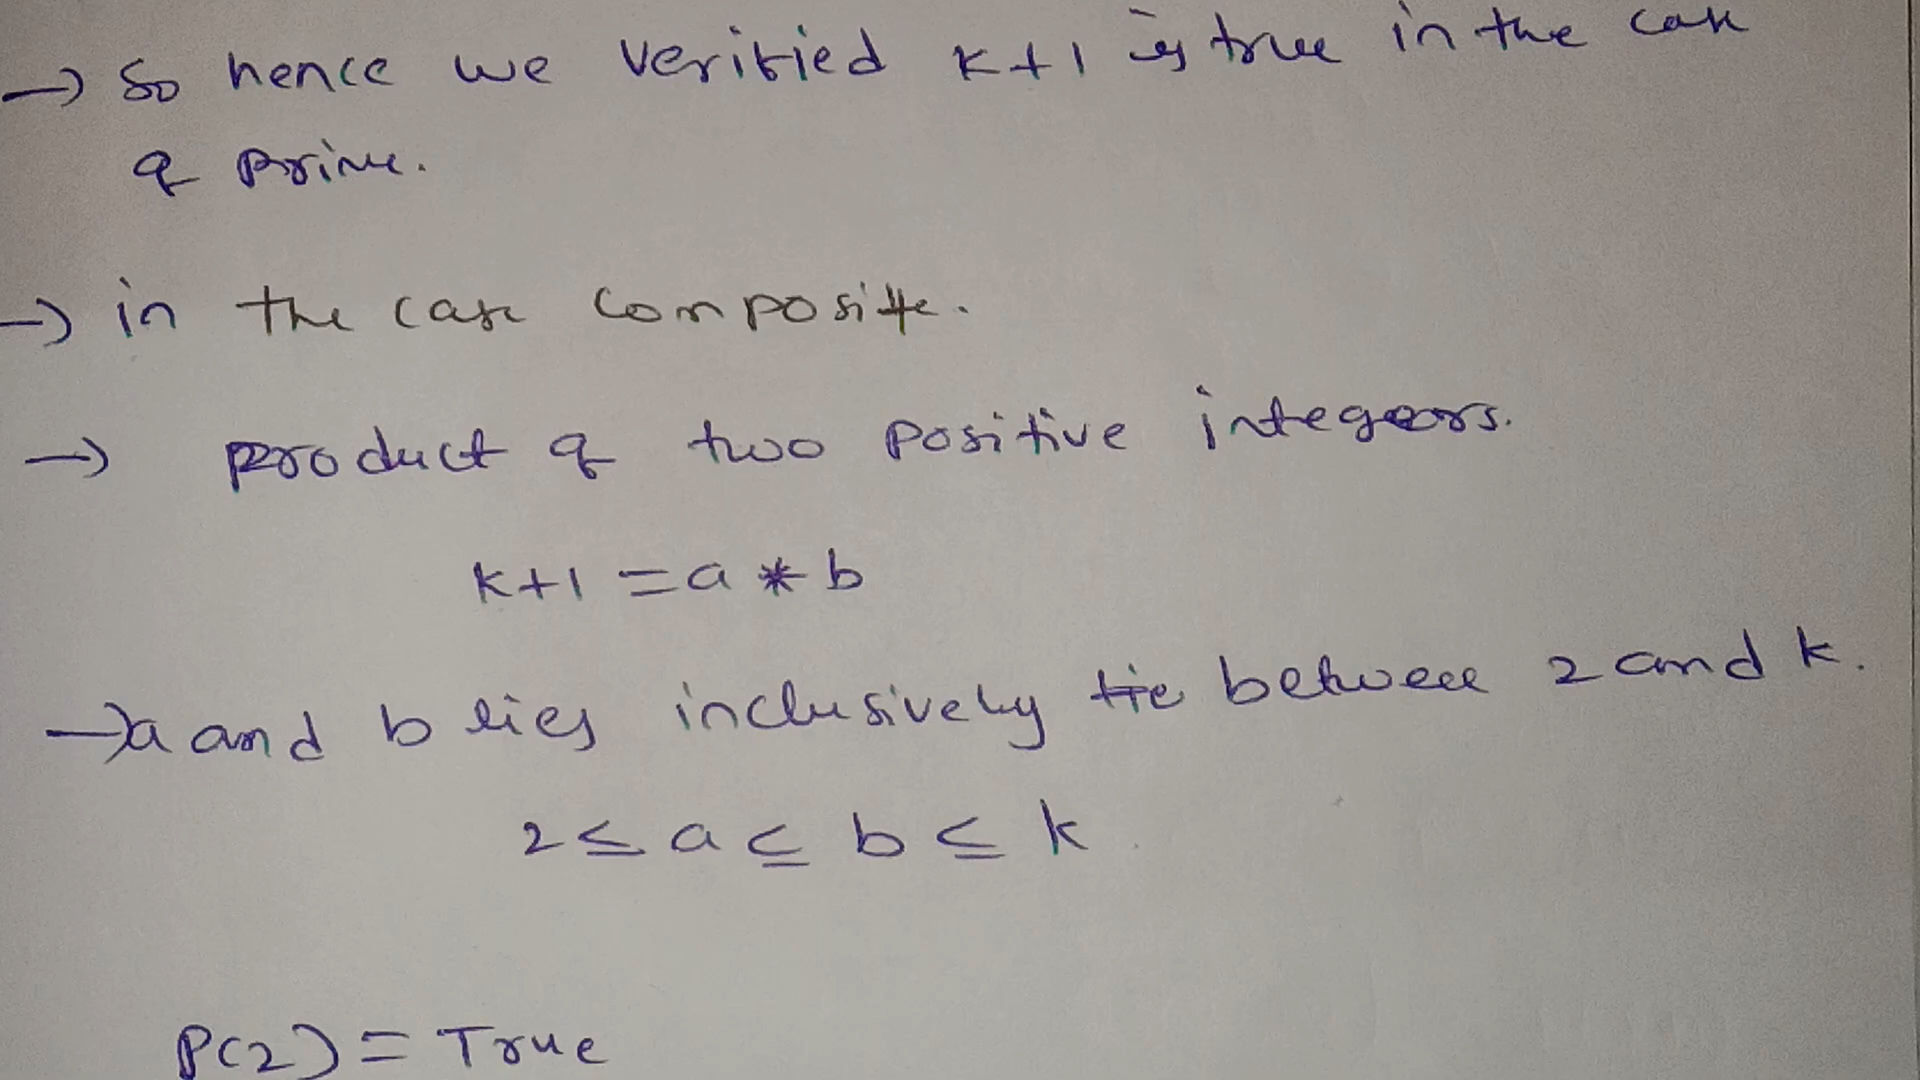 → So hence we verified k+1 is true in the case
of prime.
→ in the case composite.
→ product of two positive integers.
k+1 = a * b
→ a and b lies inclusively between 2 and k.
2 ≤ a ≤ b ≤ k
P(2) = True